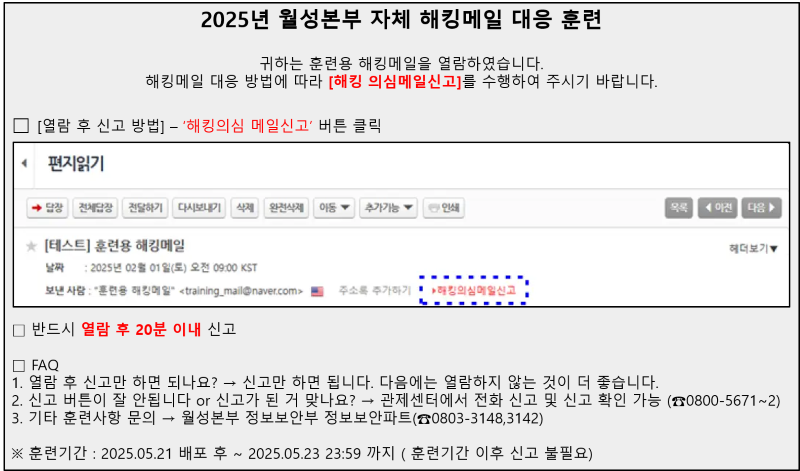 2025년 월성본부 자체 해킹메일 대응 훈련
귀하는 훈련용 해킹메일을 열람하였습니다.
해킹메일 대응 방법에 따라 [해킹 의심메일신고]를 수행하여 주시기 바랍니다.
□ [열람 후 신고 방법] – ‘해킹의심 메일신고’ 버튼 클릭
편지읽기
답장 전체답장 전달하기 다시보내기 삭제 완전삭제 이동 ▼ 추가기능 ▼ 인쇄 목록 ◀ 이전 다음 ▶
★ [테스트] 훈련용 해킹메일 헤더보기▼
날짜 : 2025년 02월 01일(토) 오전 09:00 KST
보낸 사람 : "훈련용 해킹메일" <training_mail@naver.com> 주소록 추가하기 ▸해킹의심메일신고
□ 반드시 열람 후 20분 이내 신고
□ FAQ
1. 열람 후 신고만 하면 되나요? → 신고만 하면 됩니다. 다음에는 열람하지 않는 것이 더 좋습니다.
2. 신고 버튼이 잘 안됩니다 or 신고가 된 거 맞나요? → 관제센터에서 전화 신고 및 신고 확인 가능 (☎0800-5671~2)
3. 기타 훈련사항 문의 → 월성본부 정보보안부 정보보안파트(☎0803-3148,3142)
※ 훈련기간 : 2025.05.21 배포 후 ~ 2025.05.23 23:59 까지 ( 훈련기간 이후 신고 불필요)